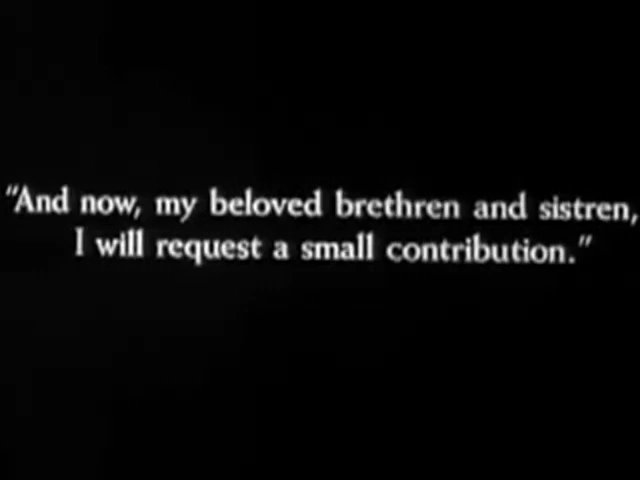 "And now, my beloved brethren and sistren,
I will request a small contribution."